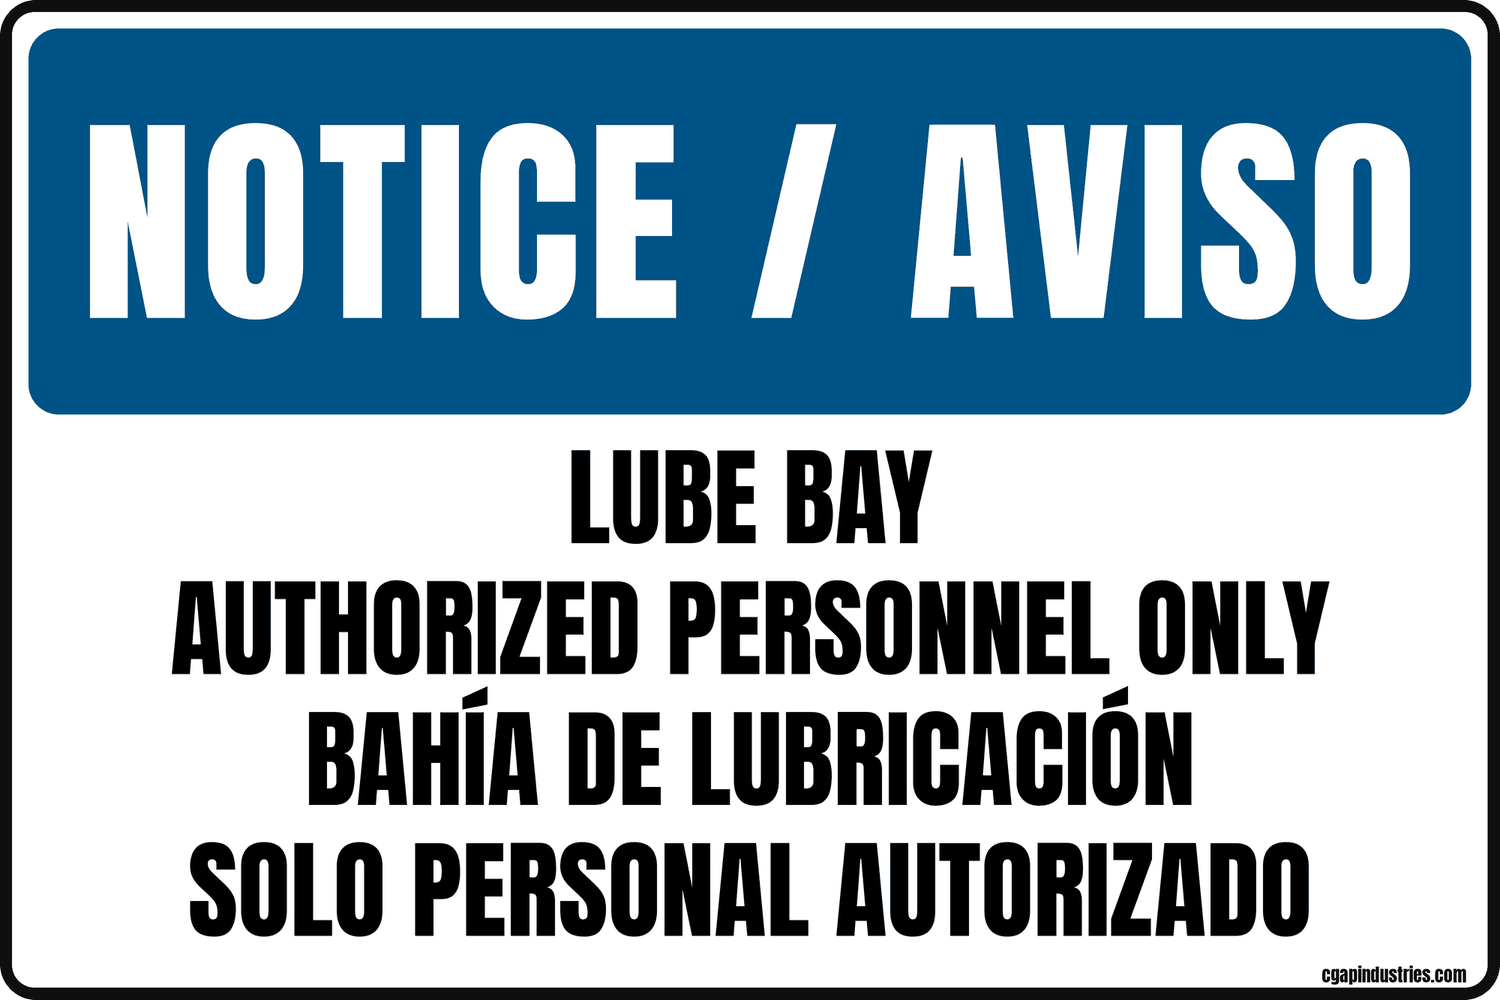 NOTICE / AVISO
LUBE BAY
AUTHORIZED PERSONNEL ONLY
BAHÍA DE LUBRICACIÓN
SOLO PERSONAL AUTORIZADO
cgapindustries.com